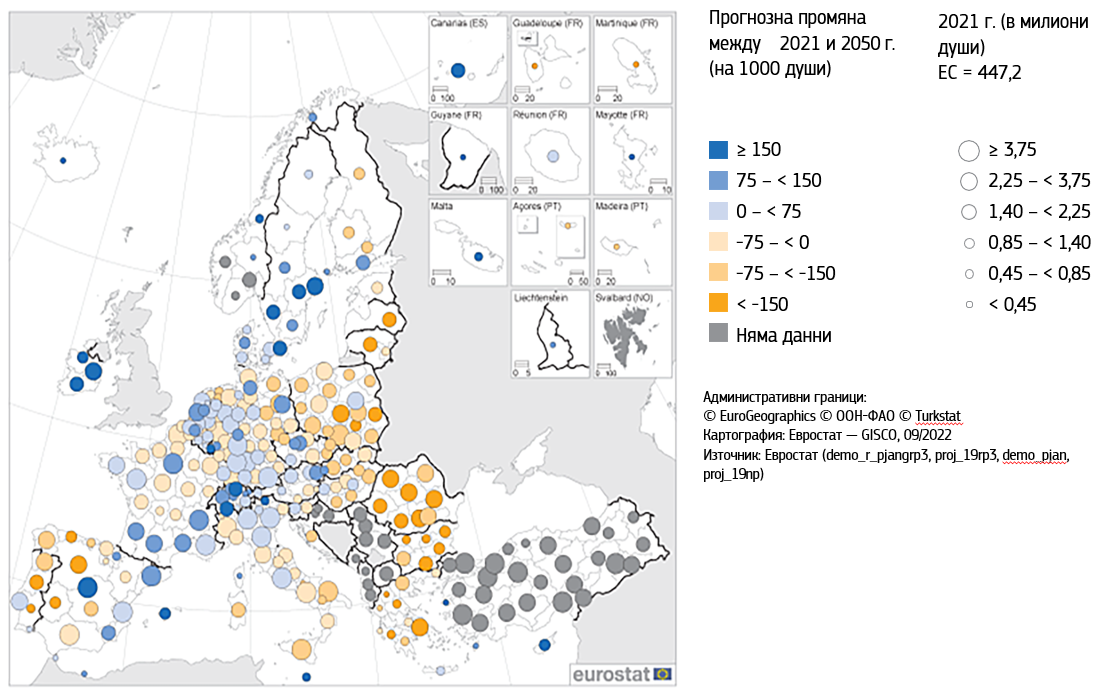 Canarias (ES)
0 100
Guadeloupe (FR)
0 20
Martinique (FR)
0 20
Guyane (FR)
0 100
Réunion (FR)
0 20
Mayotte (FR)
0 10
Malta
0 10
Açores (PT)
0 50
Madeira (PT)
0 20
Liechtenstein
0 5
Svalbard (NO)
0 100
eurostat
Прогнозна промяна
между 2021 и 2050 г.
(на 1000 души)
2021 г. (в милиони
души)
ЕС = 447,2
≥ 150
75 – < 150
0 – < 75
-75 – < 0
-75 – < -150
< -150
Няма данни
≥ 3,75
2,25 – < 3,75
1,40 – < 2,25
0,85 – < 1,40
0,45 – < 0,85
< 0,45
Административни граници:
© EuroGeographics © ООН-ФАО © Turkstat
Картография: Евростат — GISCO, 09/2022
Източник: Евростат (demo_r_pjangrp3, proj_19rp3, demo_pjan,
proj_19np)